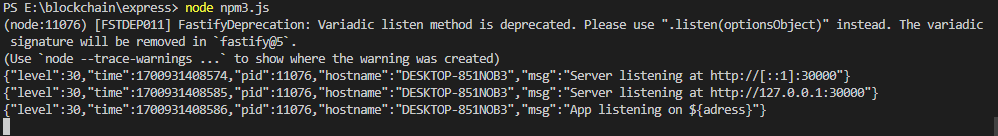 PS E:\blockchain\express> node npm3.js
(node:11076) [FSTDEP011] FastifyDeprecation: Variadic listen method is deprecated. Please use ".listen(optionsObject)" instead. The variadic
 signature will be removed in `fastify@5`.
(Use `node --trace-warnings ...` to show where the warning was created)
{"level":30,"time":1700931408574,"pid":11076,"hostname":"DESKTOP-851NOB3","msg":"Server listening at http://[::1]:30000"}
{"level":30,"time":1700931408585,"pid":11076,"hostname":"DESKTOP-851NOB3","msg":"Server listening at http://127.0.0.1:30000"}
{"level":30,"time":1700931408586,"pid":11076,"hostname":"DESKTOP-851NOB3","msg":"App listening on ${adress}"}